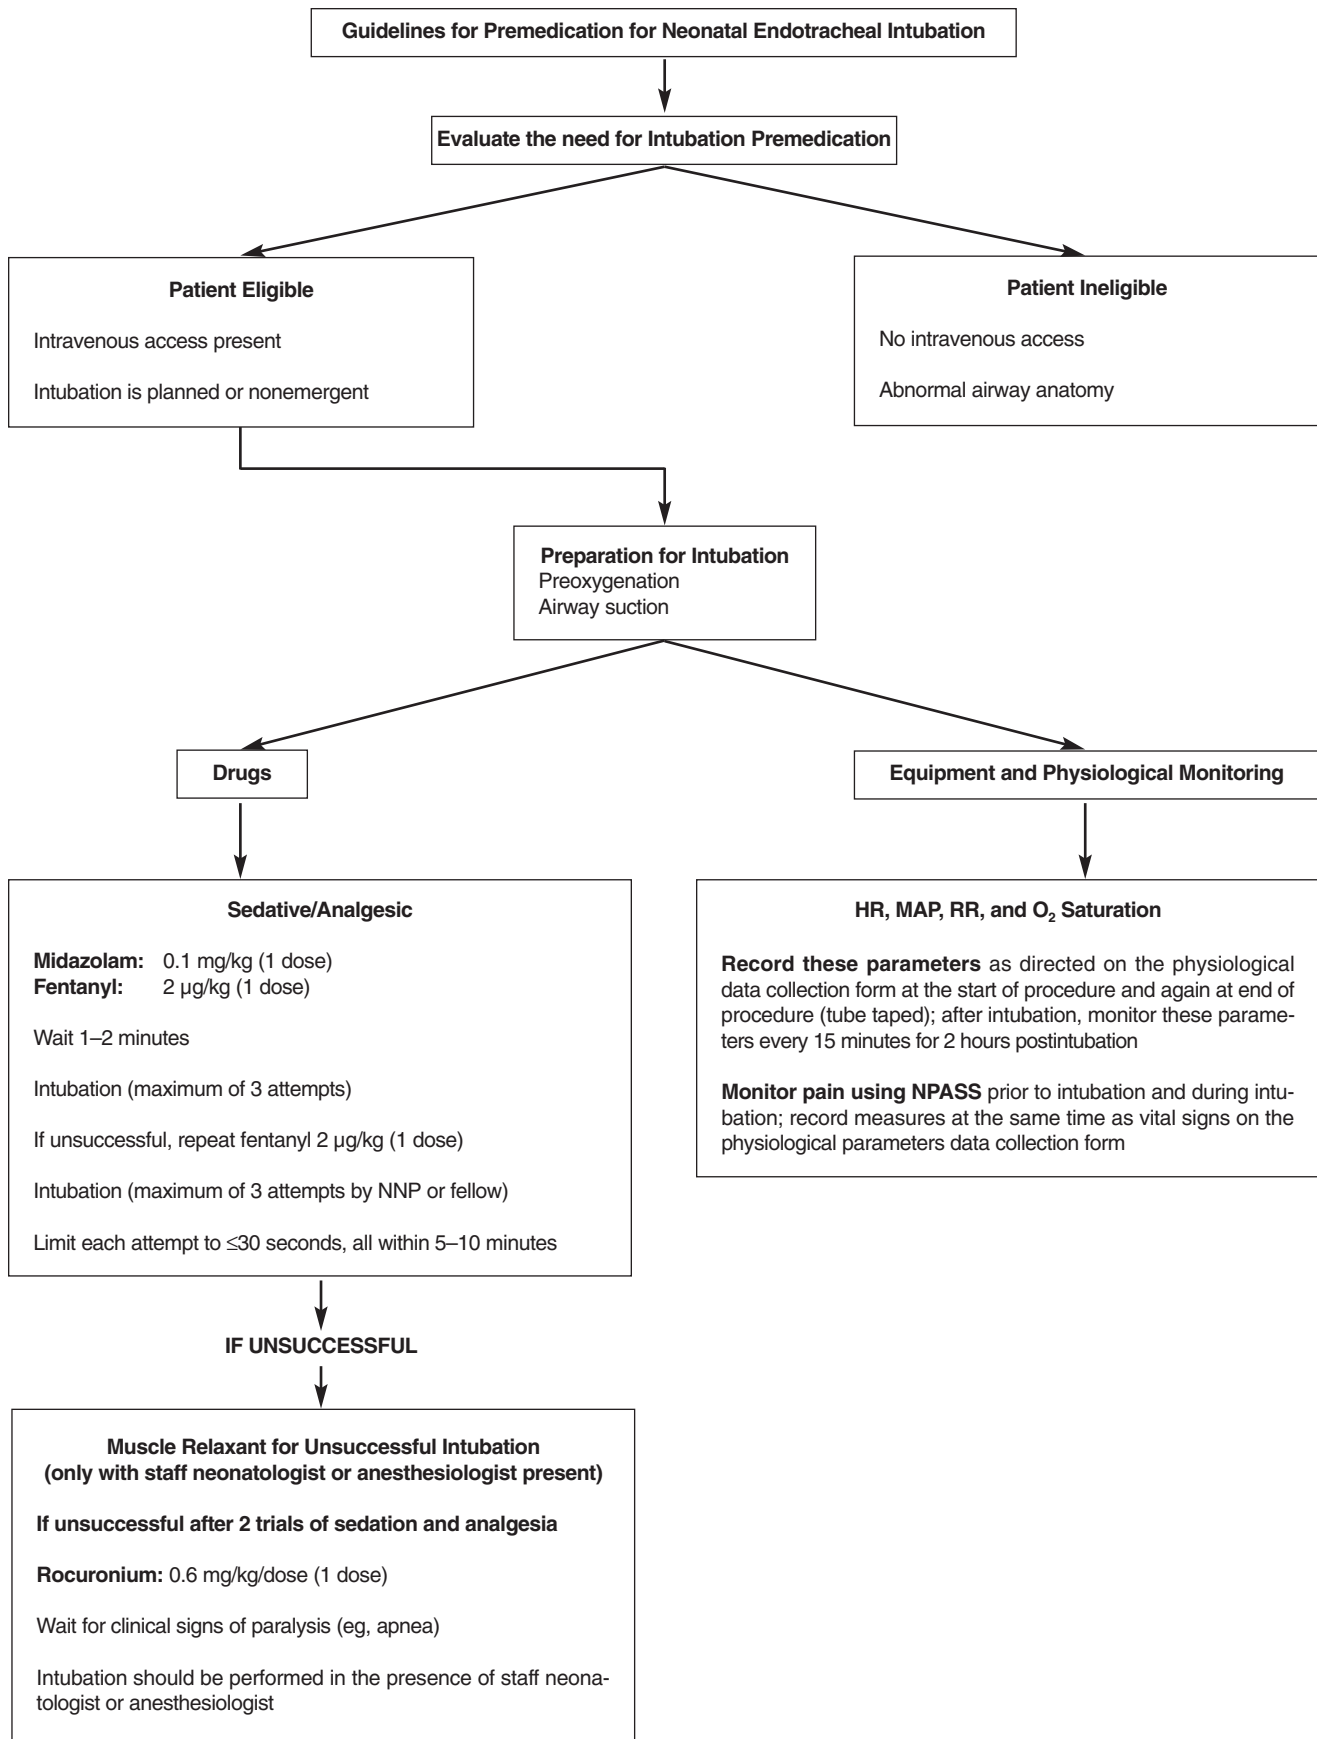 Guidelines for Premedication for Neonatal Endotracheal Intubation
Evaluate the need for Intubation Premedication
Patient Eligible
Intravenous access present
Intubation is planned or nonemergent
Patient Ineligible
No intravenous access
Abnormal airway anatomy
Preparation for Intubation
Preoxygenation
Airway suction
Drugs
Equipment and Physiological Monitoring
Sedative/Analgesic
Midazolam: 0.1 mg/kg (1 dose)
Fentanyl: 2 µg/kg (1 dose)
Wait 1–2 minutes
Intubation (maximum of 3 attempts)
If unsuccessful, repeat fentanyl 2 µg/kg (1 dose)
Intubation (maximum of 3 attempts by NNP or fellow)
Limit each attempt to ≤30 seconds, all within 5–10 minutes
HR, MAP, RR, and O₂ Saturation
Record these parameters as directed on the physiological
data collection form at the start of procedure and again at end of
procedure (tube taped); after intubation, monitor these parame-
ters every 15 minutes for 2 hours postintubation
Monitor pain using NPASS prior to intubation and during intu-
bation; record measures at the same time as vital signs on the
physiological parameters data collection form
IF UNSUCCESSFUL
Muscle Relaxant for Unsuccessful Intubation
(only with staff neonatologist or anesthesiologist present)
If unsuccessful after 2 trials of sedation and analgesia
Rocuronium: 0.6 mg/kg/dose (1 dose)
Wait for clinical signs of paralysis (eg, apnea)
Intubation should be performed in the presence of staff neona-
tologist or anesthesiologist